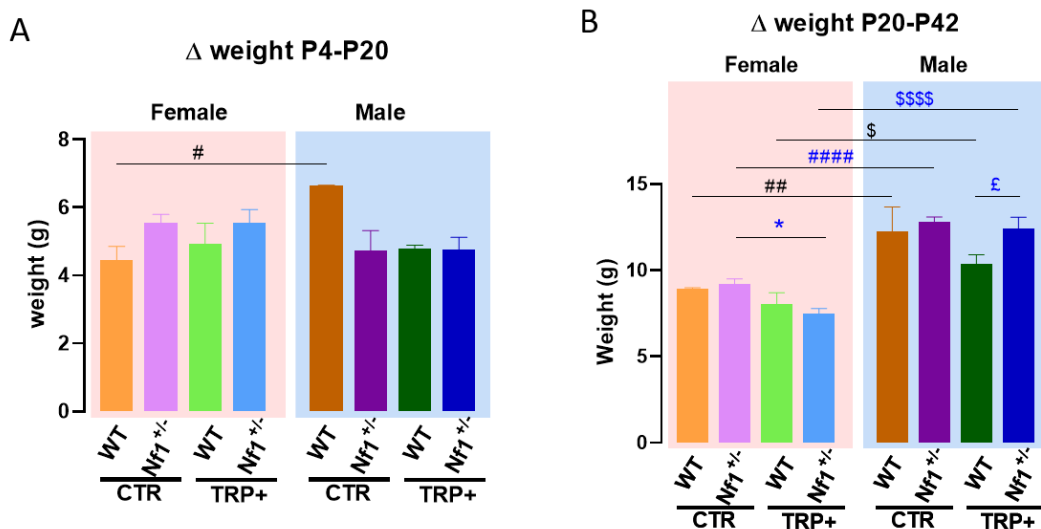 A
Δ weight P4-P20
Female Male
8
6
4
2
0
weight (g)
#
WT Nf1 +/- WT Nf1 +/- WT Nf1 +/- WT Nf1 +/-
CTR TRP+ CTR TRP+
B
Δ weight P20-P42
Female Male
$$$$
$
####
##
£
*
15
10
5
0
Weight (g)
WT Nf1 +/- WT Nf1 +/- WT Nf1 +/- WT Nf1 +/-
CTR TRP+ CTR TRP+